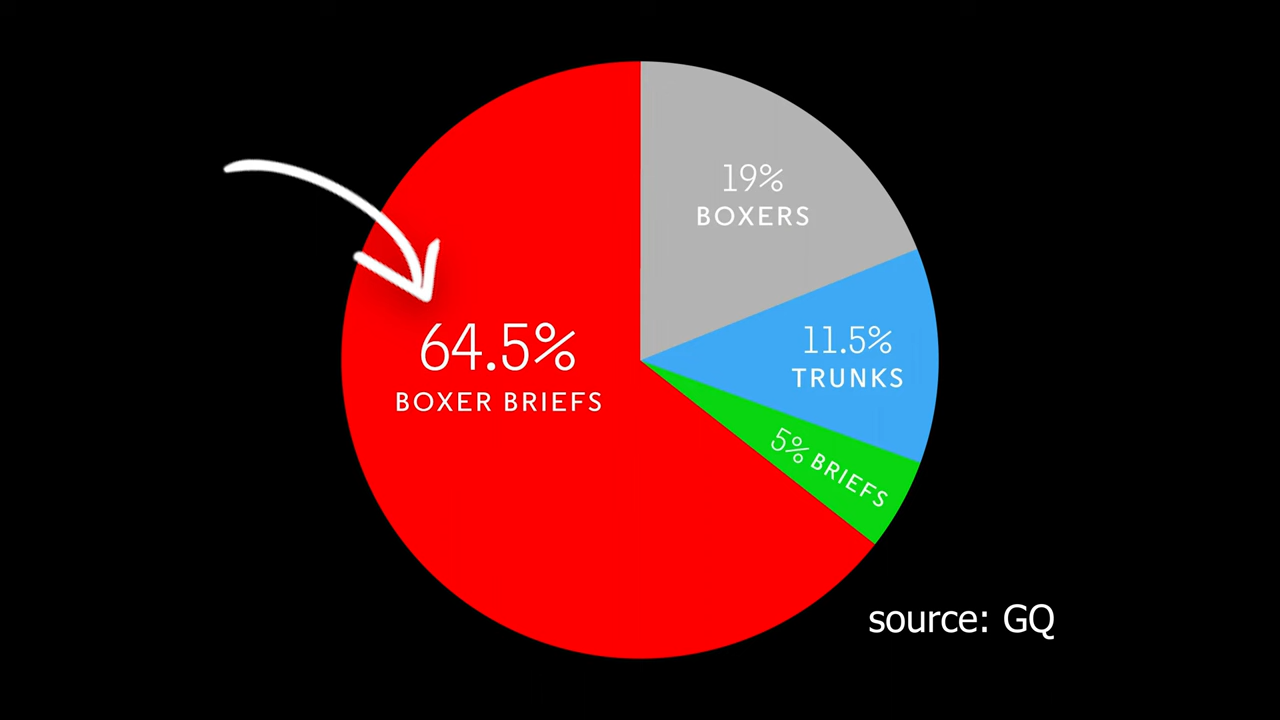 19%
BOXERS
11.5%
TRUNKS
64.5%
BOXER BRIEFS
5% BRIEFS
source: GQ